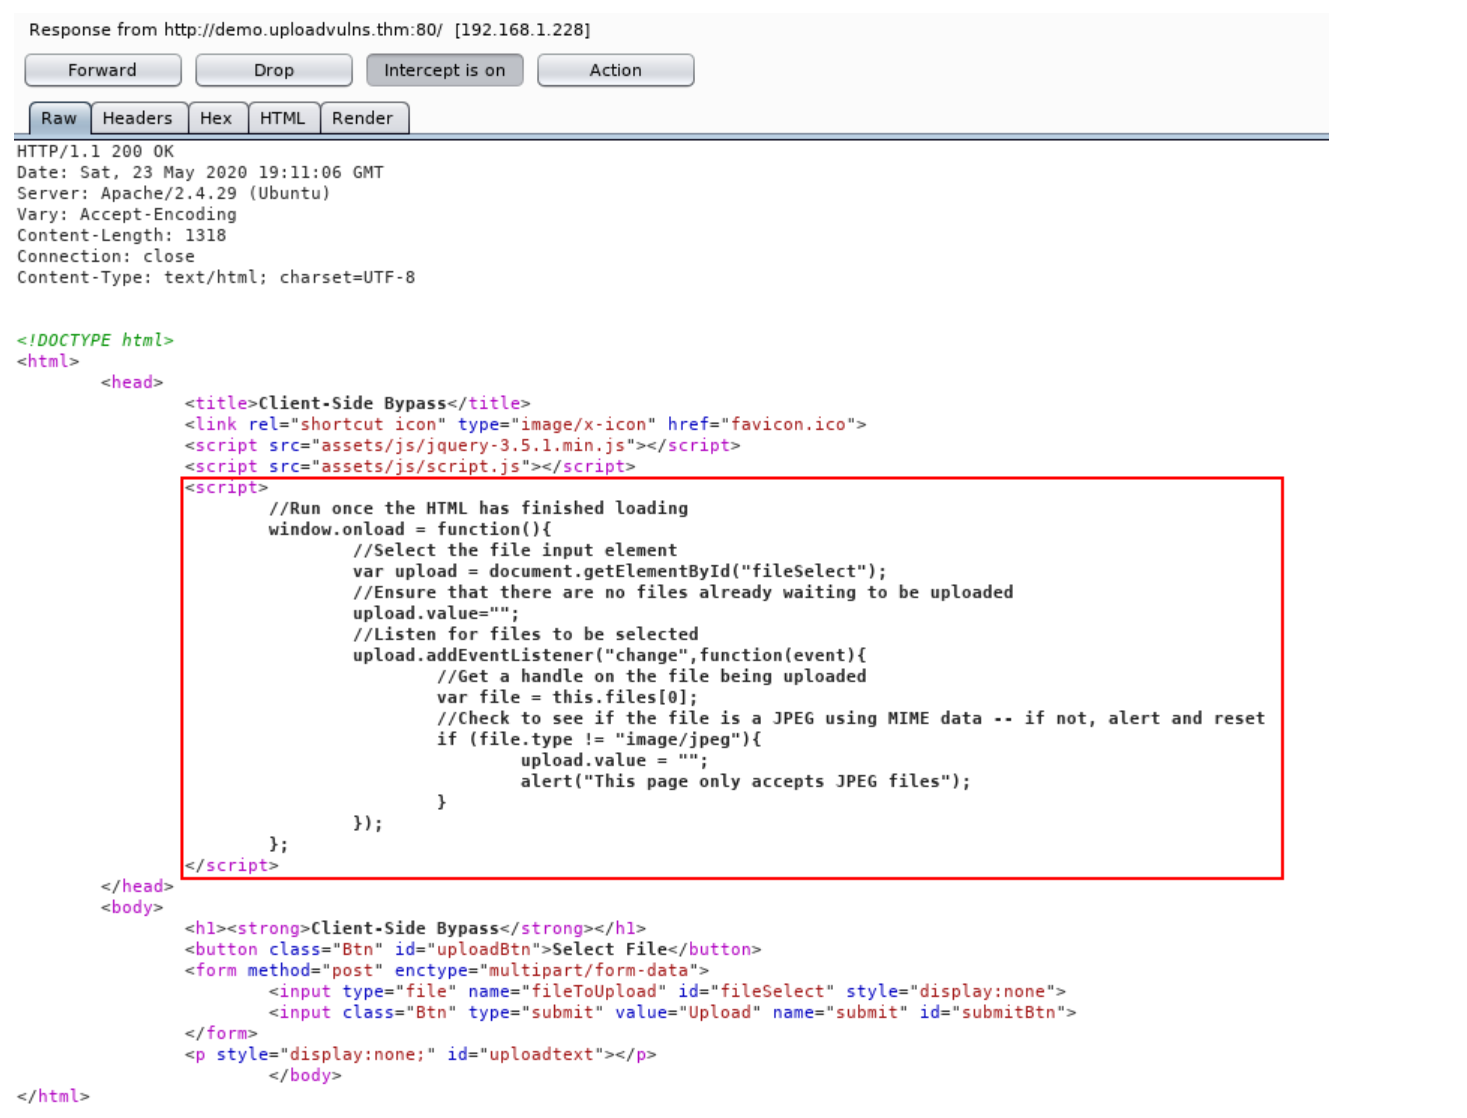 Response from http://demo.uploadvulns.thm:80/ [192.168.1.228]
Forward Drop Intercept is on Action
Raw Headers Hex HTML Render
HTTP/1.1 200 OK
Date: Sat, 23 May 2020 19:11:06 GMT
Server: Apache/2.4.29 (Ubuntu)
Vary: Accept-Encoding
Content-Length: 1318
Connection: close
Content-Type: text/html; charset=UTF-8
<!DOCTYPE html>
<html>
<head>
<title>Client-Side Bypass</title>
<link rel="shortcut icon" type="image/x-icon" href="favicon.ico">
<script src="assets/js/jquery-3.5.1.min.js"></script>
<script src="assets/js/script.js"></script>
<script>
//Run once the HTML has finished loading
window.onload = function(){
//Select the file input element
var upload = document.getElementById("fileSelect");
//Ensure that there are no files already waiting to be uploaded
upload.value="";
//Listen for files to be selected
upload.addEventListener("change",function(event){
//Get a handle on the file being uploaded
var file = this.files[0];
//Check to see if the file is a JPEG using MIME data -- if not, alert and reset
if (file.type != "image/jpeg"){
upload.value = "";
alert("This page only accepts JPEG files");
}
});
};
</script>
</head>
<body>
<h1><strong>Client-Side Bypass</strong></h1>
<button class="Btn" id="uploadBtn">Select File</button>
<form method="post" enctype="multipart/form-data">
<input type="file" name="fileToUpload" id="fileSelect" style="display:none">
<input class="Btn" type="submit" value="Upload" name="submit" id="submitBtn">
</form>
<p style="display:none;" id="uploadtext"></p>
</body>
</html>